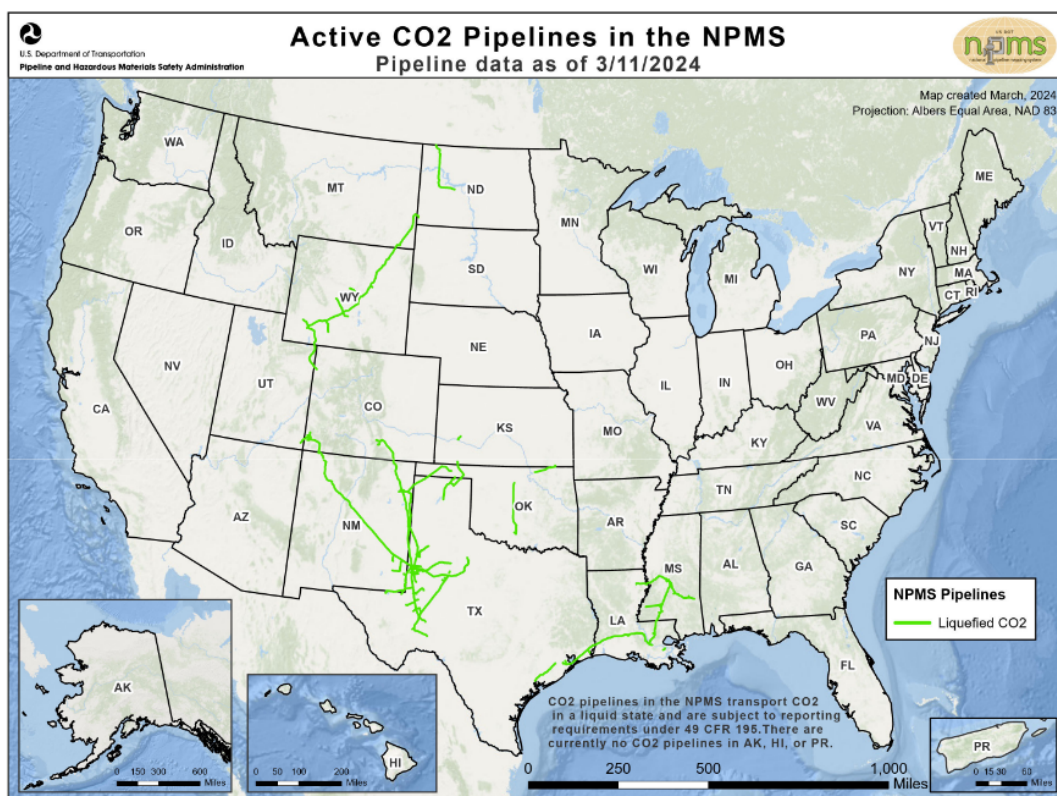 U.S. Department of Transportation
Pipeline and Hazardous Materials Safety Administration
Active CO2 Pipelines in the NPMS
Pipeline data as of 3/11/2024
US DOT
npms
national pipeline mapping system
Map created March, 2024
Projection: Albers Equal Area, NAD 83
WA
MT
ND
MN
ME
OR
ID
SD
WI
MI
VT
NH
NY
MA
CT
RI
WY
IA
NE
PA
NJ
NV
UT
IL
IN
OH
MD
DE
CA
CO
KS
MO
WV
VA
KY
NC
TN
AZ
NM
OK
AR
SC
MS
AL
GA
TX
LA
FL
NPMS Pipelines
Liquefied CO2
CO2 pipelines in the NPMS transport CO2
in a liquid state and are subject to reporting
requirements under 49 CFR 195.There are
currently no CO2 pipelines in AK, HI, or PR.
AK
0 150 300 600
Miles
HI
0 50 100 200
Miles
0 250 500 1,000
Miles
PR
0 15 30 60
Miles